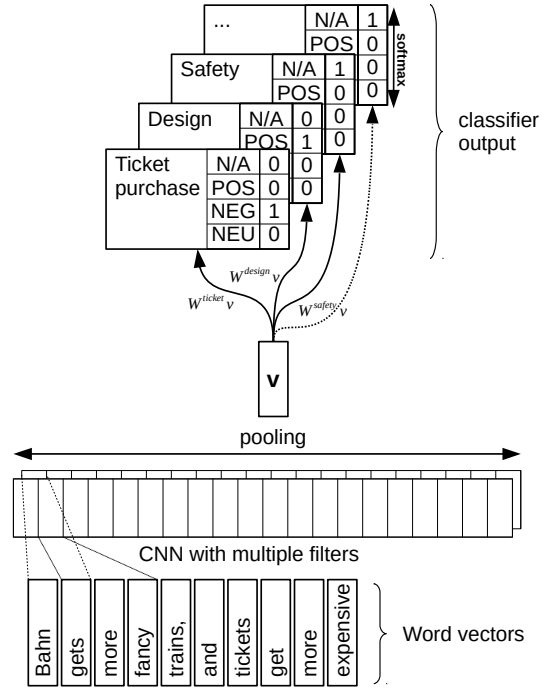 ...
N/A 1
POS 0
0
0
softmax
Safety
N/A 1
POS 0
0
0
Design
N/A 0
POS 1
0
0
Ticket
purchase
N/A 0
POS 0
NEG 1
NEU 0
classifier
output
W^design v
W^ticket v
W^safety v
v
pooling
CNN with multiple filters
Bahn
gets
more
fancy
trains,
and
tickets
get
more
expensive
Word vectors